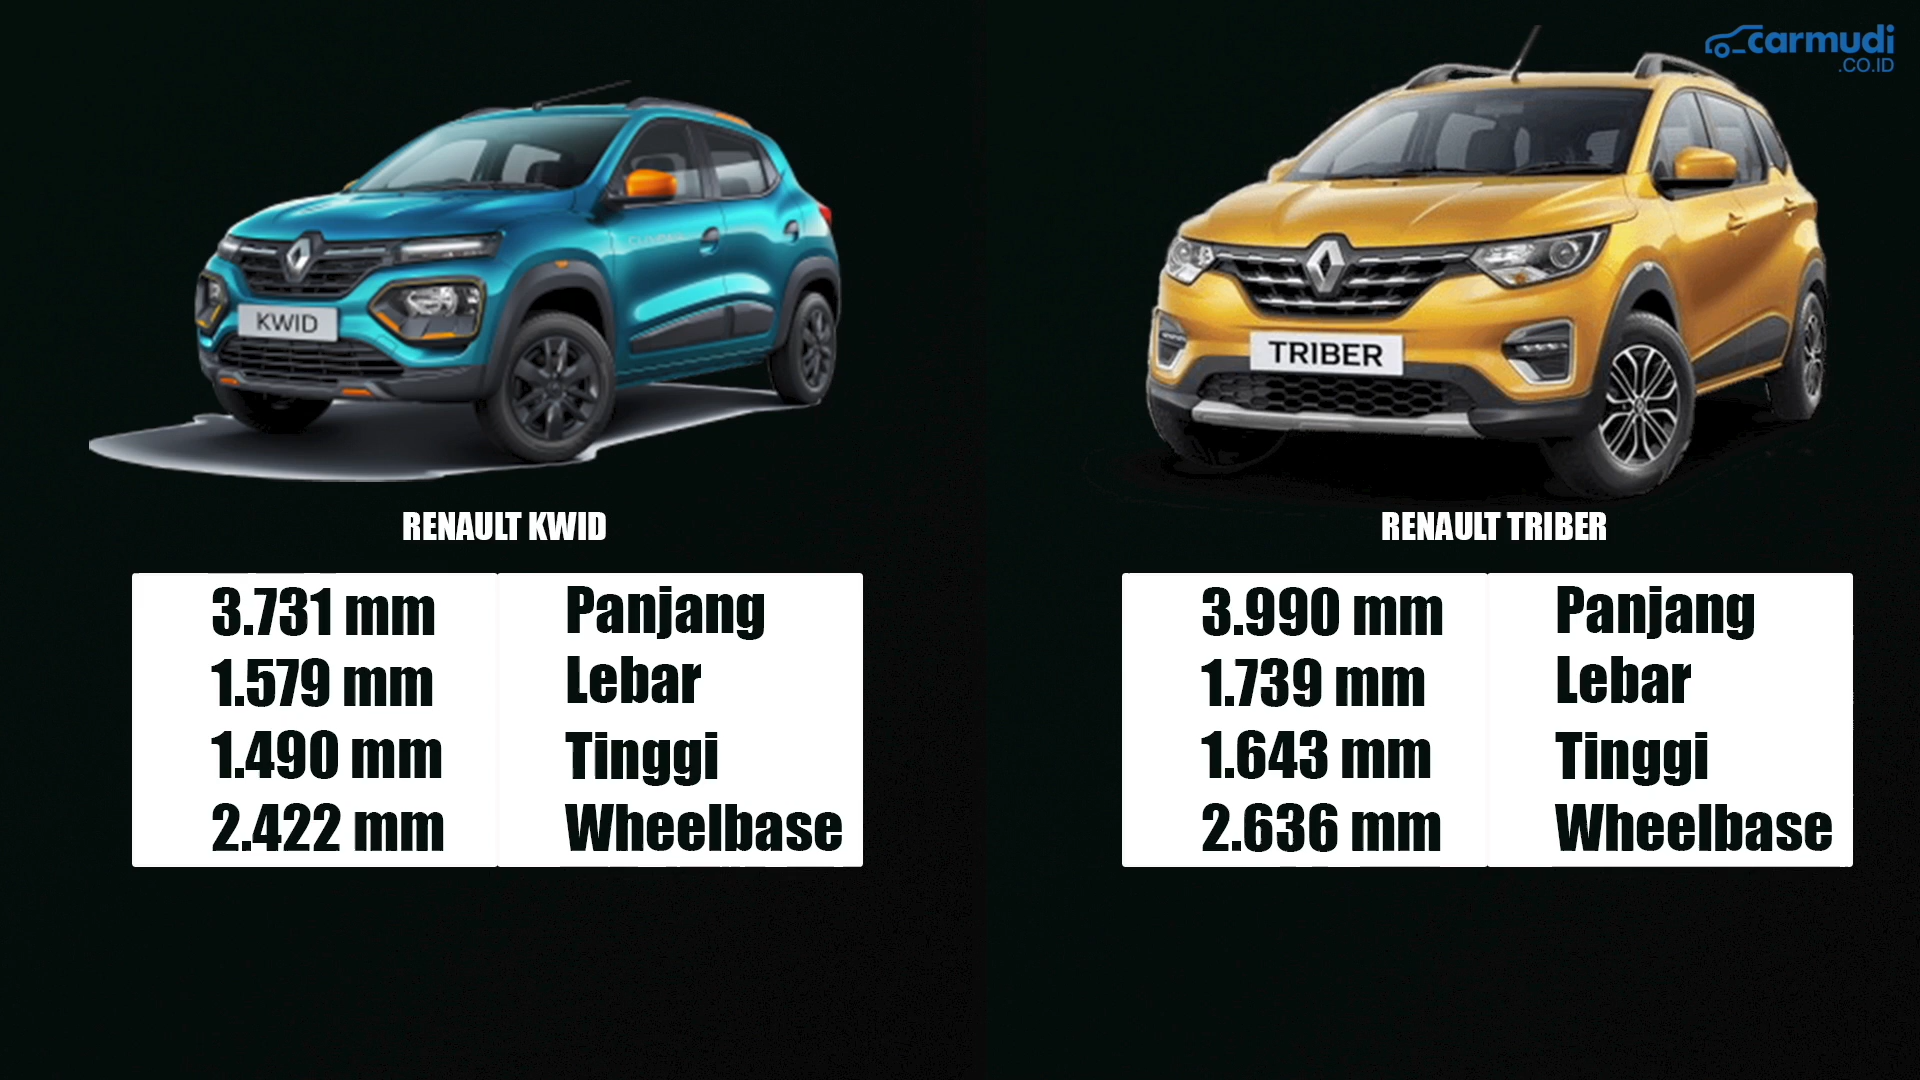 carmudi
.CO.ID
KWID
TRIBER
RENAULT KWID
RENAULT TRIBER
3.731 mm Panjang
1.579 mm Lebar
1.490 mm Tinggi
2.422 mm Wheelbase
3.990 mm Panjang
1.739 mm Lebar
1.643 mm Tinggi
2.636 mm Wheelbase